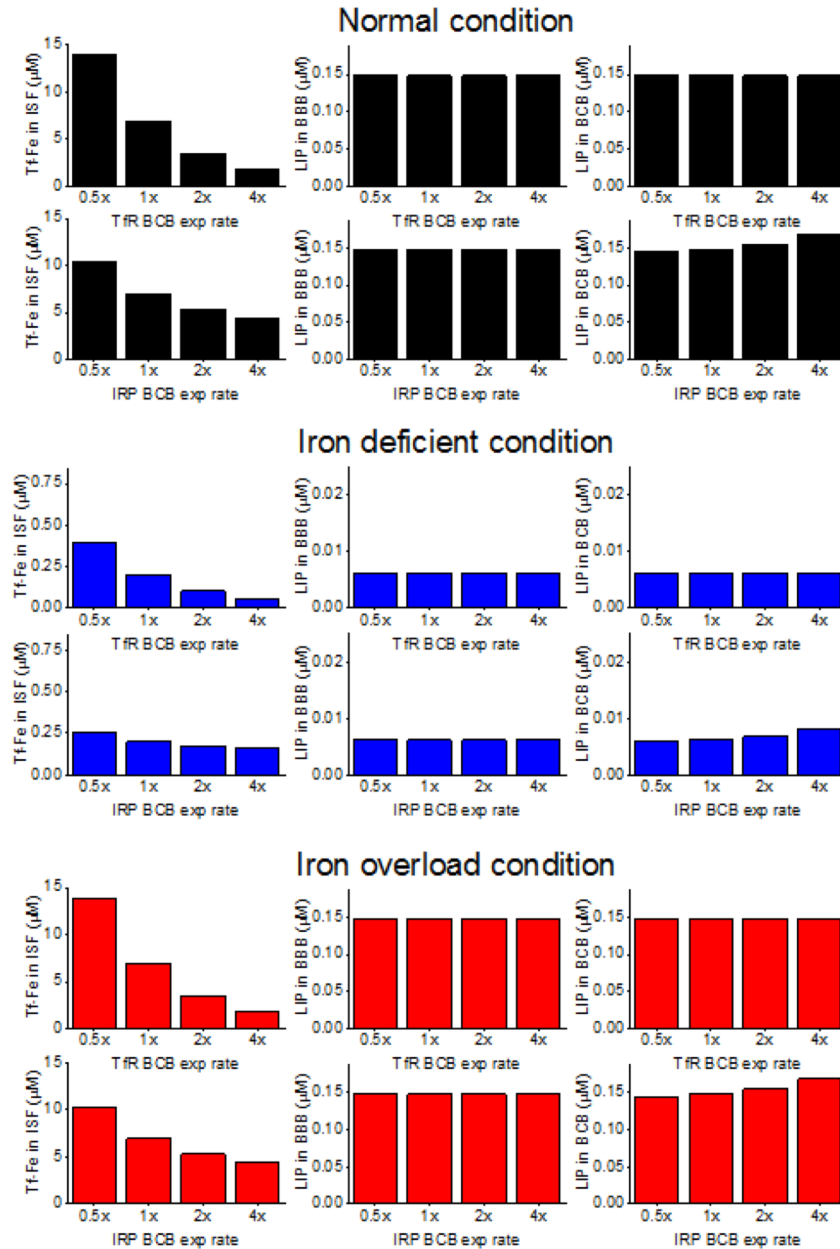 Normal condition
Tf-Fe in ISF (µM)
15
10
5
0
0.5x 1x 2x 4x
TfR BCB exp rate
LIP in BBB (µM)
0.15
0.10
0.05
0.00
0.5x 1x 2x 4x
TfR BCB exp rate
LIP in BCB (µM)
0.15
0.10
0.05
0.00
0.5x 1x 2x 4x
TfR BCB exp rate
Tf-Fe in ISF (µM)
15
10
5
0
0.5x 1x 2x 4x
IRP BCB exp rate
LIP in BBB (µM)
0.15
0.10
0.05
0.00
0.5x 1x 2x 4x
IRP BCB exp rate
LIP in BCB (µM)
0.15
0.10
0.05
0.00
0.5x 1x 2x 4x
IRP BCB exp rate
Iron deficient condition
Tf-Fe in ISF (µM)
0.75
0.50
0.25
0.00
0.5x 1x 2x 4x
TfR BCB exp rate
LIP in BBB (µM)
0.02
0.01
0.00
0.5x 1x 2x 4x
TfR BCB exp rate
LIP in BCB (µM)
0.02
0.01
0.00
0.5x 1x 2x 4x
TfR BCB exp rate
Tf-Fe in ISF (µM)
0.75
0.50
0.25
0.00
0.5x 1x 2x 4x
IRP BCB exp rate
LIP in BBB (µM)
0.02
0.01
0.00
0.5x 1x 2x 4x
IRP BCB exp rate
LIP in BCB (µM)
0.02
0.01
0.00
0.5x 1x 2x 4x
IRP BCB exp rate
Iron overload condition
Tf-Fe in ISF (µM)
15
10
5
0
0.5x 1x 2x 4x
TfR BCB exp rate
LIP in BBB (µM)
0.15
0.10
0.05
0.00
0.5x 1x 2x 4x
TfR BCB exp rate
LIP in BCB (µM)
0.15
0.10
0.05
0.00
0.5x 1x 2x 4x
TfR BCB exp rate
Tf-Fe in ISF (µM)
15
10
5
0
0.5x 1x 2x 4x
IRP BCB exp rate
LIP in BBB (µM)
0.15
0.10
0.05
0.00
0.5x 1x 2x 4x
IRP BCB exp rate
LIP in BCB (µM)
0.15
0.10
0.05
0.00
0.5x 1x 2x 4x
IRP BCB exp rate